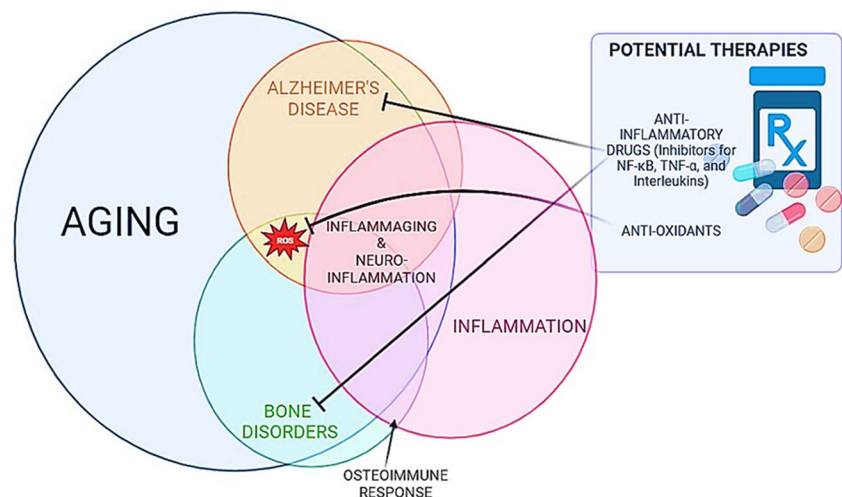 AGING
ALZHEIMER'S
DISEASE
ROS
INFLAMMAGING
&
NEURO-
INFLAMMATION
INFLAMMATION
BONE
DISORDERS
OSTEOIMMUNE
RESPONSE
POTENTIAL THERAPIES
ANTI-
INFLAMMATORY
DRUGS (Inhibitors for
NF-κB, TNF-α, and
Interleukins)
Rx
ANTI-OXIDANTS